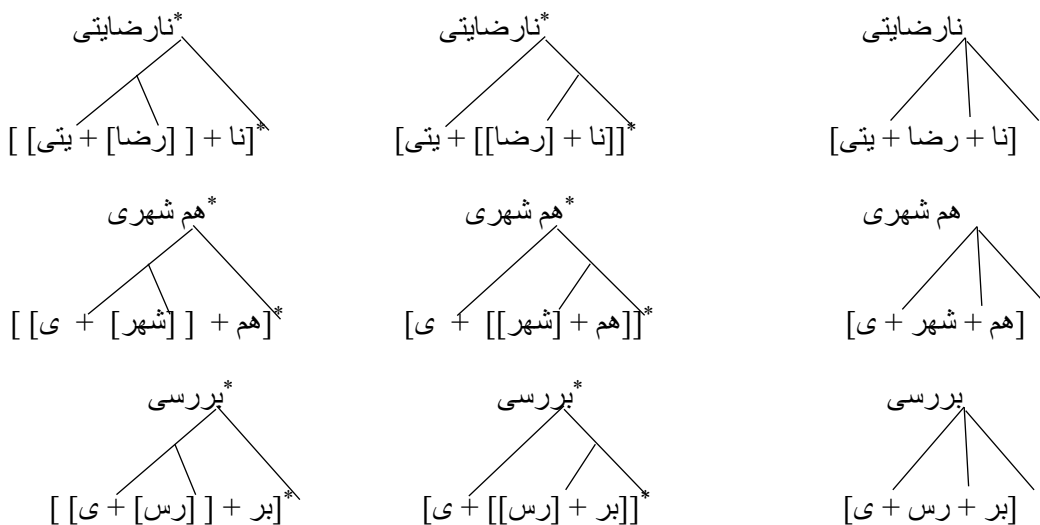 نارضایتی *نارضایتی *نارضایتی
[نا + رضا + یتی] *[[نا + [رضا]] + یتی] *[نا + [ [رضا] + یتی] ]
هم شهری *هم شهری *هم شهری
[هم + شهر + ی] *[[هم + [شهر]] + ی] *[هم + [ [شهر] + ی] ]
بررسی *بررسی *بررسی
[بر + رس + ی] *[[بر + [رس]] + ی] *[بر + [ [رس] + ی] ]